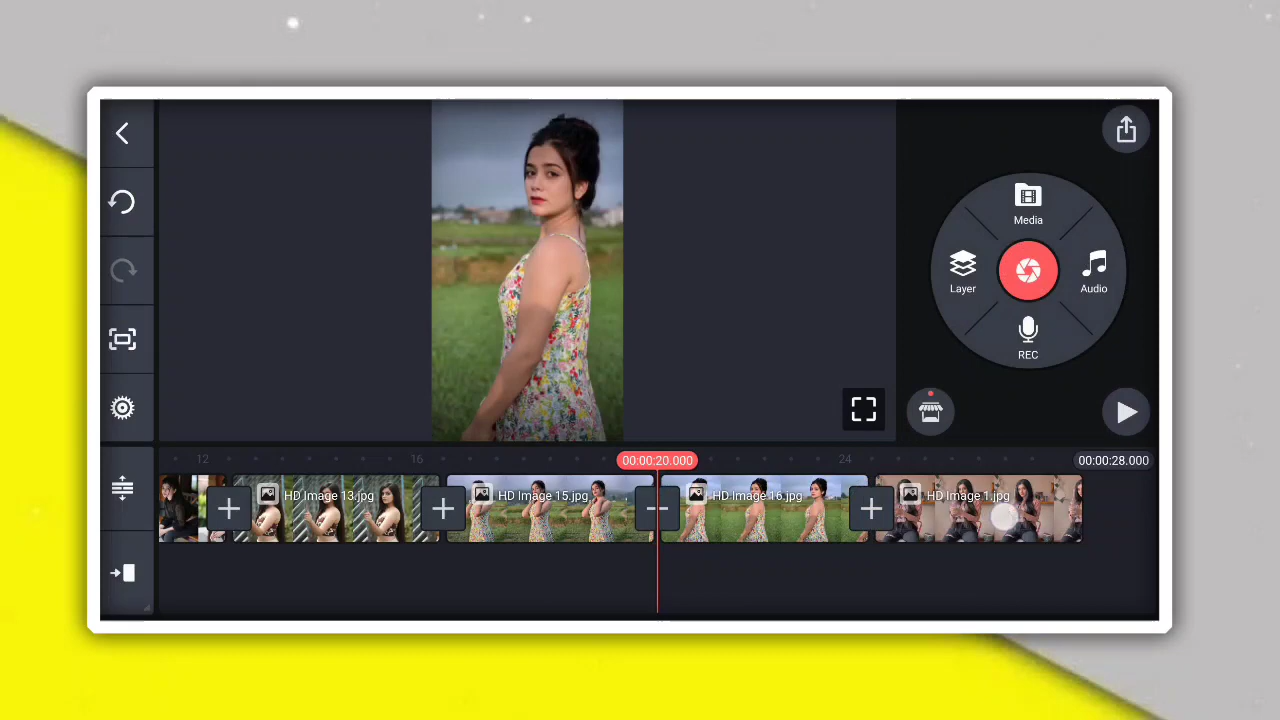 Media
Layer
Audio
REC
12
16
00:00:20.000
24
00:00:28.000
HD Image 13.jpg
HD Image 15.jpg
HD Image 16.jpg
HD Image 1.jpg